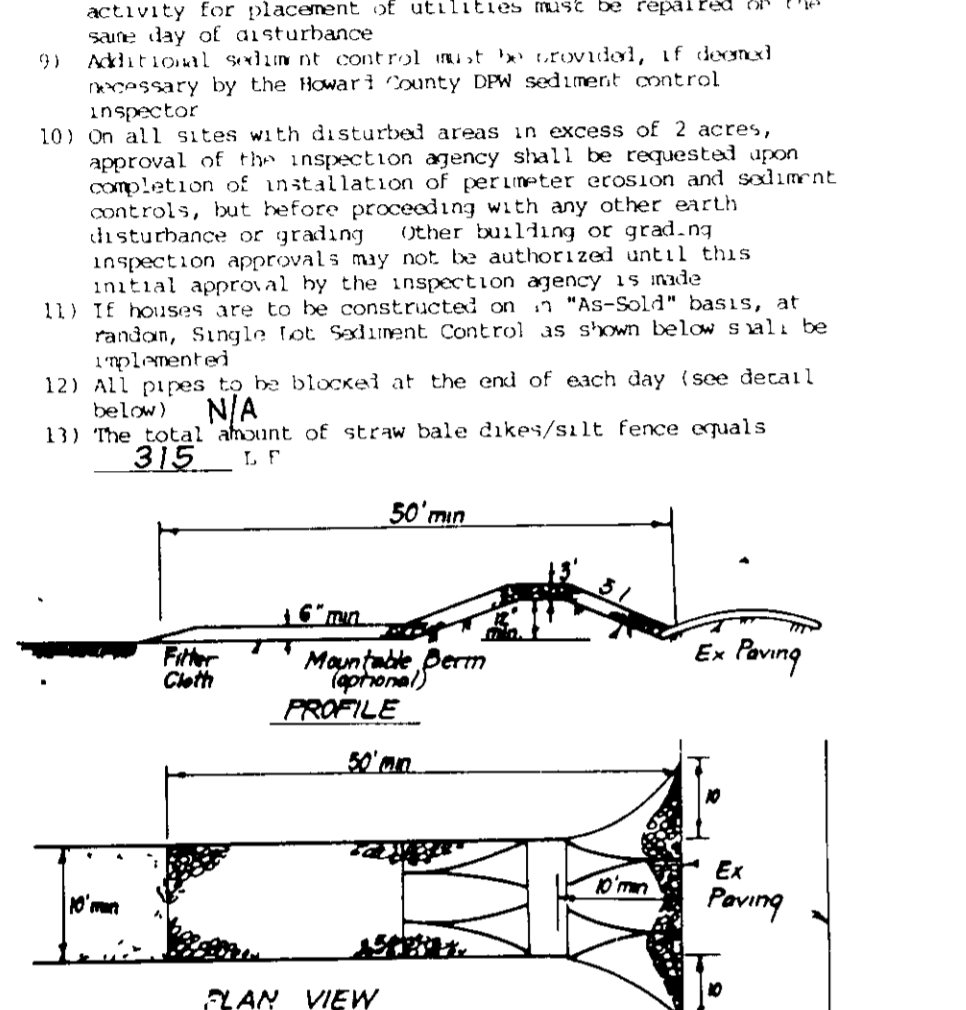 activity for placement of utilities must be repaired on the
same day of disturbance
9) Additional sediment control must be provided, if deemed
necessary by the Howard County DPW sediment control
inspector
10) On all sites with disturbed areas in excess of 2 acres,
approval of the inspection agency shall be requested upon
completion of installation of perimeter erosion and sediment
controls, but before proceeding with any other earth
disturbance or grading Other building or grading
inspection approvals may not be authorized until this
initial approval by the inspection agency is made
11) If houses are to be constructed on an "As-Sold" basis, at
random, Single Lot Sediment Control as shown below shall be
implemented
12) All pipes to be blocked at the end of each day (see detail
below) N/A
13) The total amount of straw bale dikes/silt fence equals
315 L F
50' min
3'
6" min
12" min.
Filter
Cloth
Mountable Berm
(optional)
Ex Paving
PROFILE
50' min
10
10' min
10' min
Ex
Paving
10
PLAN VIEW